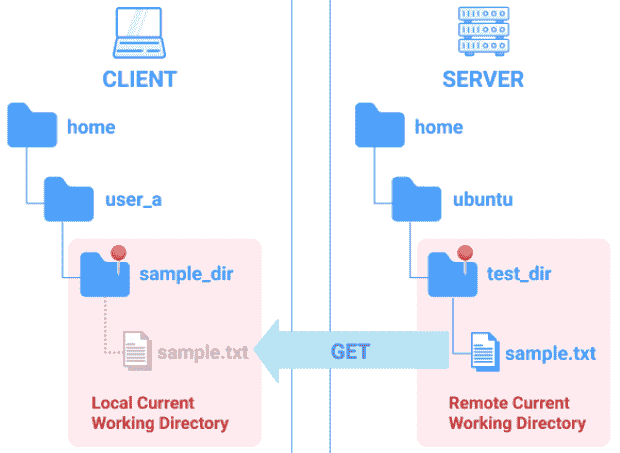 CLIENT
SERVER
home
home
user_a
ubuntu
sample_dir
test_dir
sample.txt
GET
sample.txt
Local Current
Working Directory
Remote Current
Working Directory